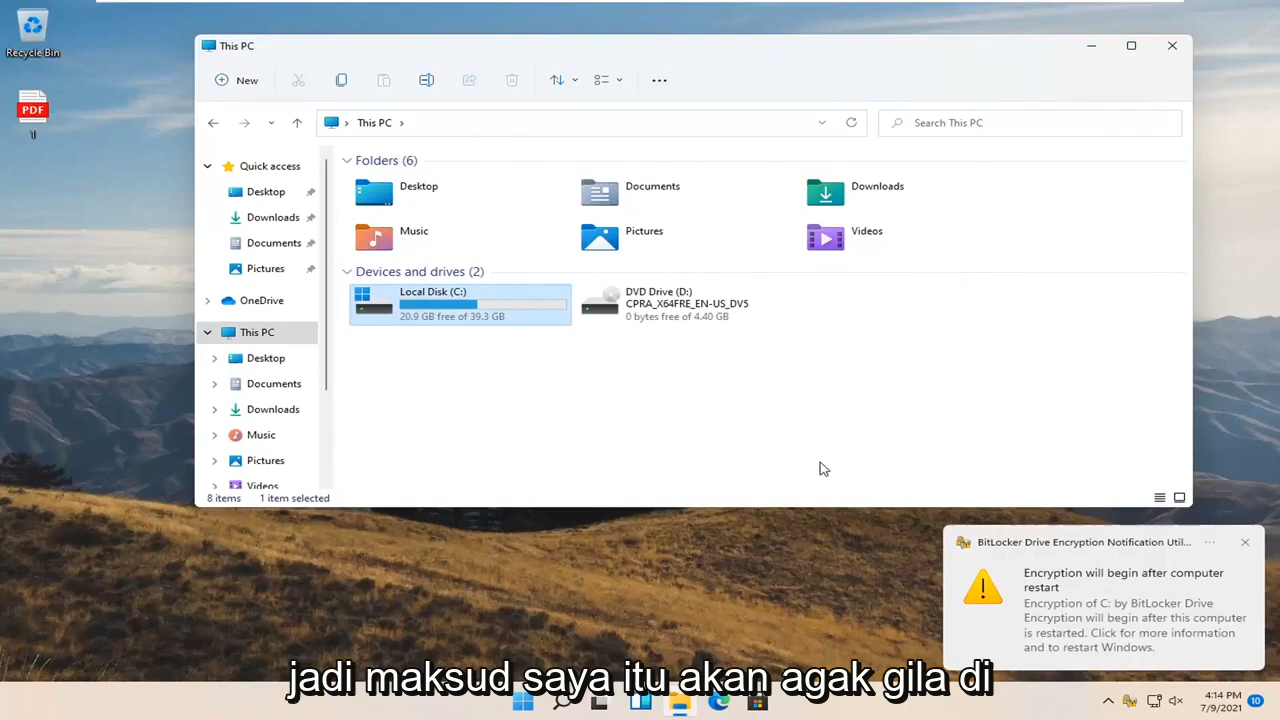 Recycle Bin
PDF
1
This PC
New
This PC
Search This PC
Quick access
Desktop
Downloads
Documents
Pictures
OneDrive
This PC
Desktop
Documents
Downloads
Music
Pictures
Videos
Folders (6)
Desktop
Documents
Downloads
Music
Pictures
Videos
Devices and drives (2)
Local Disk (C:)
20.9 GB free of 39.3 GB
DVD Drive (D:)
CPRA_X64FRE_EN-US_DV5
0 bytes free of 4.40 GB
8 items
1 item selected
BitLocker Drive Encryption Notification Util...
Encryption will begin after computer
restart
Encryption of C: by BitLocker Drive
Encryption will begin after this computer
is restarted. Click for more information
and to restart Windows.
jadi maksud saya itu akan agak gila di
4:14 PM
7/9/2021
10